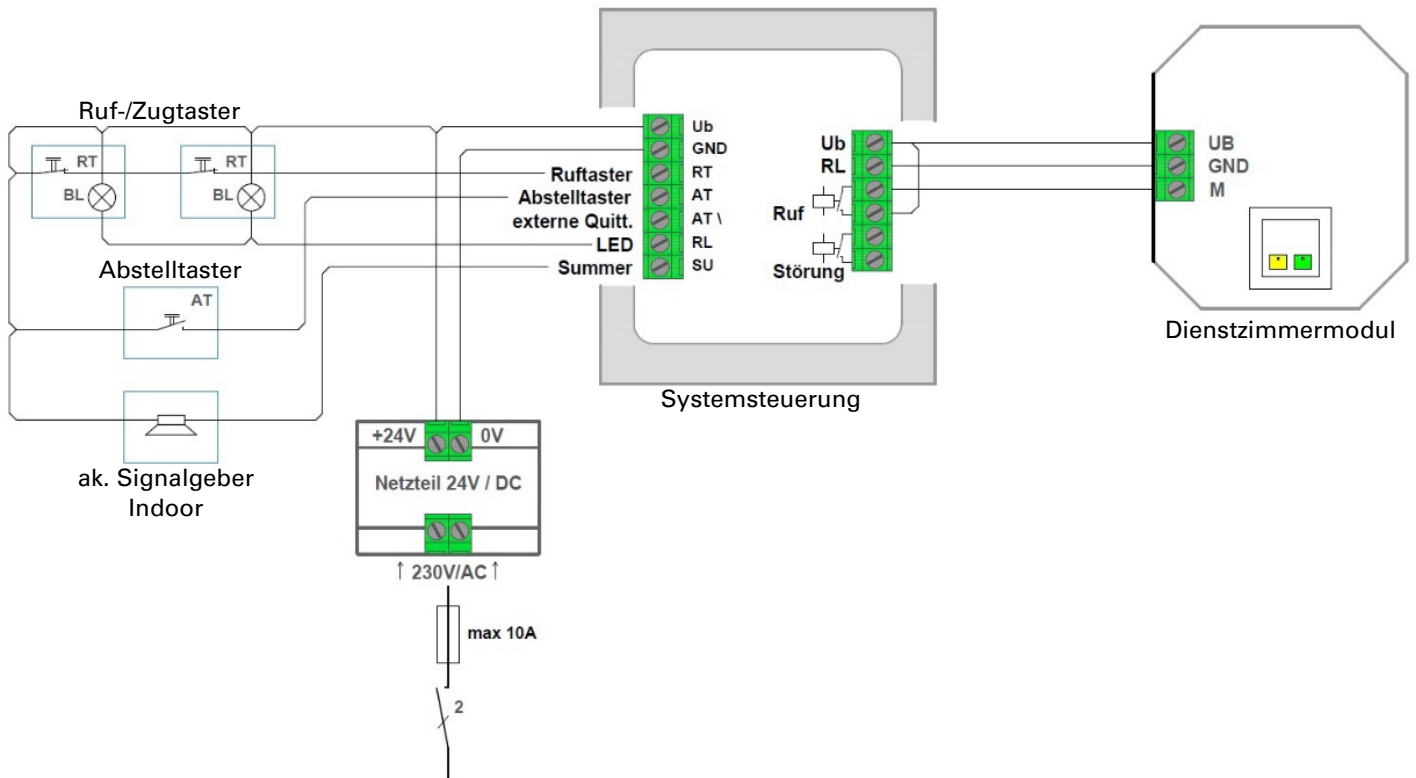 Ruf-/Zugtaster
RT
BL
RT
BL
Abstelltaster
AT
ak. Signalgeber
Indoor
Ruftaster
Abstelltaster
externe Quitt.
LED
Summer
Ub
GND
RT
AT
AT \
RL
SU
Ub
RL
Ruf
Störung
Systemsteuerung
UB
GND
M
Dienstzimmermodul
+24V
0V
Netzteil 24V / DC
↑ 230V/AC ↑
max 10A
2